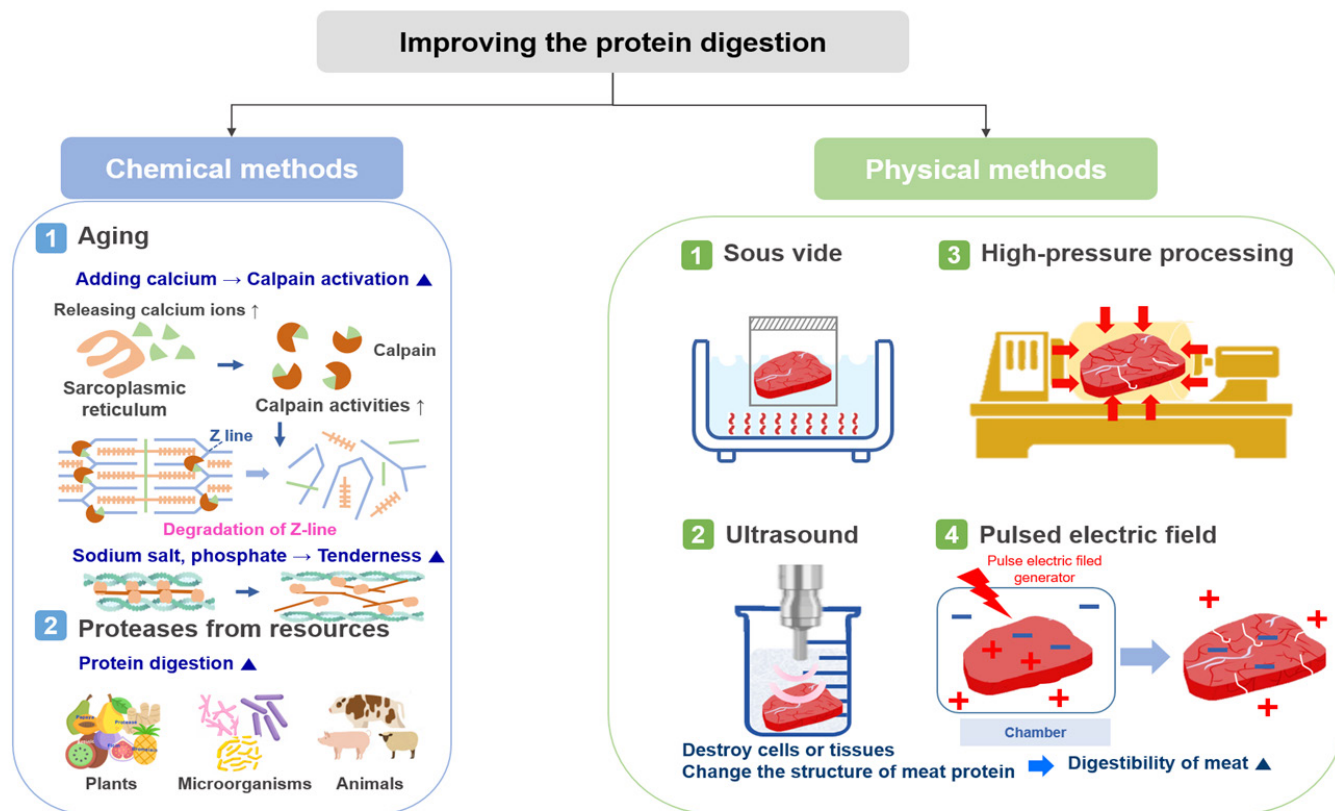 Improving the protein digestion
Chemical methods
1 Aging
Adding calcium → Calpain activation ▲
Releasing calcium ions ↑
Calpain
Sarcoplasmic
reticulum
Calpain activities ↑
Z line
Degradation of Z-line
Sodium salt, phosphate → Tenderness ▲
2 Proteases from resources
Protein digestion ▲
Papaya
Plants
Microorganisms
Animals
Physical methods
1 Sous vide
3 High-pressure processing
2 Ultrasound
4 Pulsed electric field
Pulse electric filed
generator
Chamber
Destroy cells or tissues
Change the structure of meat protein
Digestibility of meat ▲